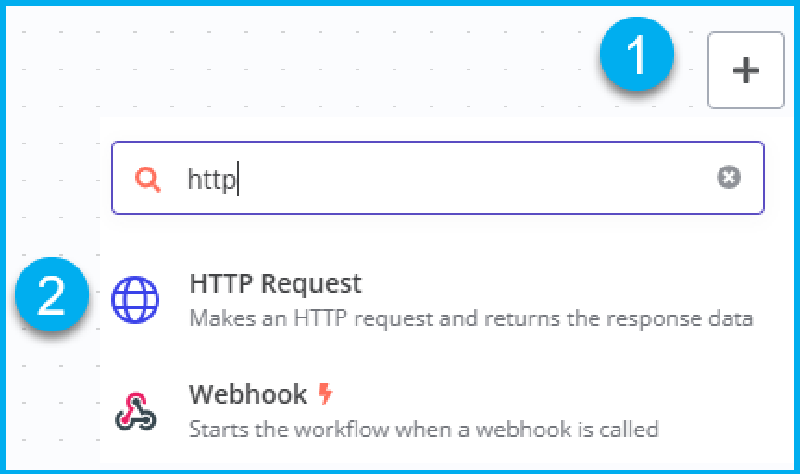 1
+
http
2
HTTP Request
Makes an HTTP request and returns the response data
Webhook
Starts the workflow when a webhook is called